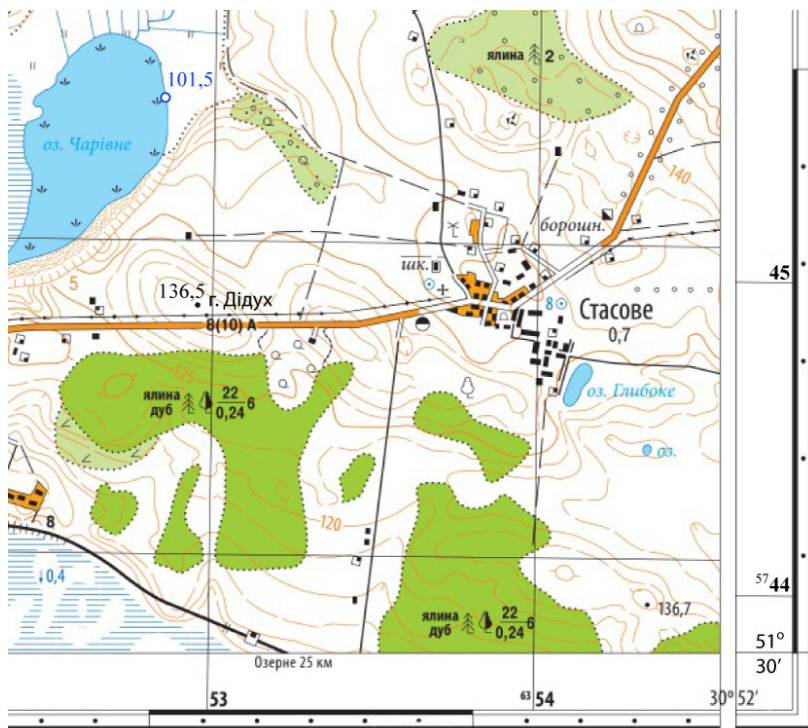 ялина 2
101,5
оз. Чарівне
140
борошн.
шк.
5
136,5 г. Дідух
45
8
Стасове
0,7
8(10) А
125
ялина
дуб
22
0,24
6
оз. Глибоке
оз.
120
8
↓0,4
57 44
136,7
ялина
дуб
22
0,24
6
51°
30′
Озерне 25 км
53
63 54
30° 52′